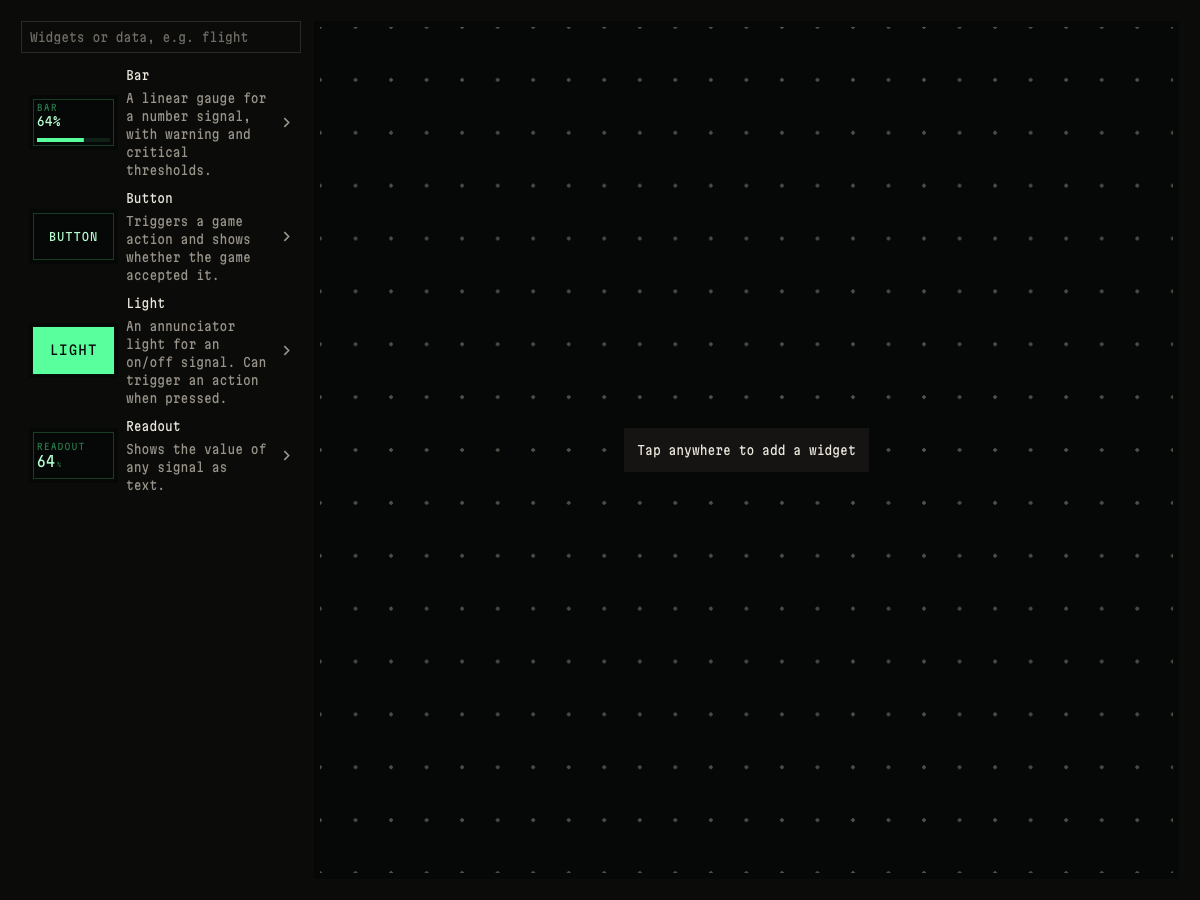 Widgets or data, e.g. flight
Bar
BAR
64%
A linear gauge for
a number signal,
with warning and
critical
thresholds.
Button
BUTTON
Triggers a game
action and shows
whether the game
accepted it.
Light
LIGHT
An annunciator
light for an
on/off signal. Can
trigger an action
when pressed.
Readout
READOUT
64%
Shows the value of
any signal as
text.
Tap anywhere to add a widget